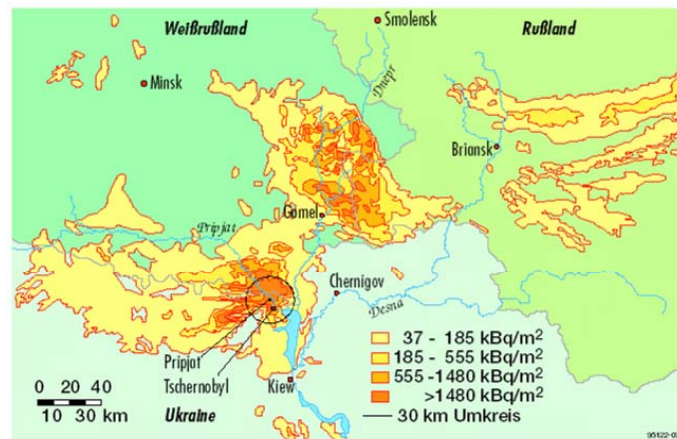 Smolensk
Weißrußland
Rußland
Minsk
Dnepr
Briansk
Gomel
Pripjat
Chernigov
Desna
37 - 185 kBq/m²
185 - 555 kBq/m²
555 -1480 kBq/m²
>1480 kBq/m²
30 km Umkreis
Pripjat
Tschernobyl
Kiew
0 20 40
10 30 km
Ukraine